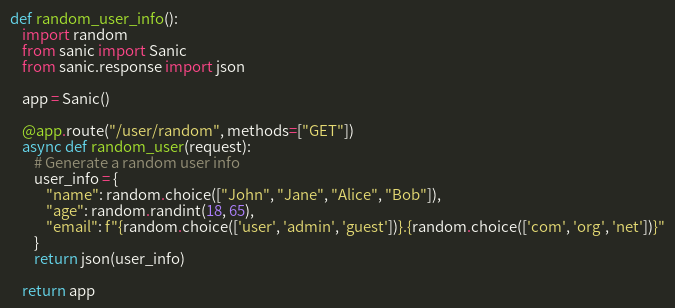 def random_user_info():
    import random
    from sanic import Sanic
    from sanic.response import json

    app = Sanic()

    @app.route("/user/random", methods=["GET"])
    async def random_user(request):
        # Generate a random user info
        user_info = {
            "name": random.choice(["John", "Jane", "Alice", "Bob"]),
            "age": random.randint(18, 65),
            "email": f"{random.choice(['user', 'admin', 'guest'])}.{random.choice(['com', 'org', 'net'])}"
        }
        return json(user_info)

    return app